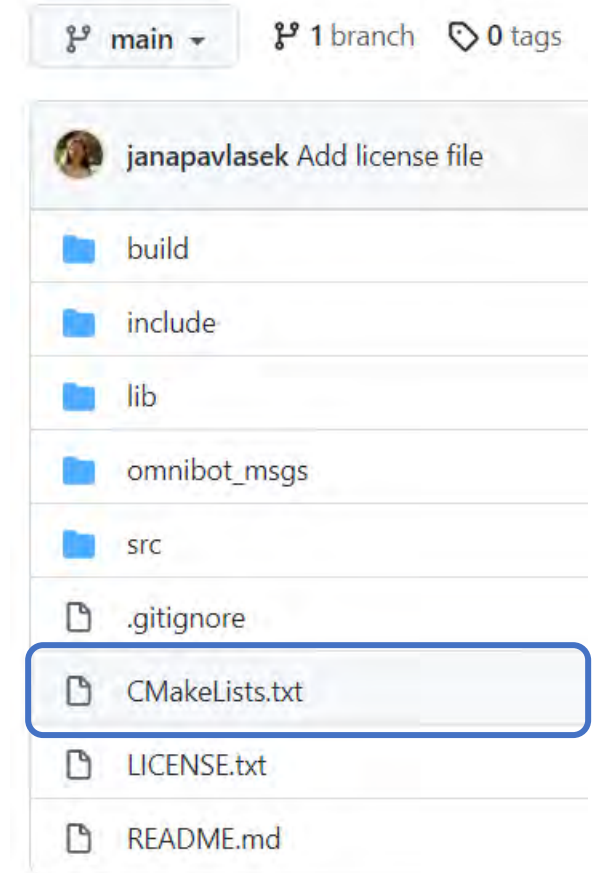 main 1 branch 0 tags
janapavlasek Add license file
build
include
lib
omnibot_msgs
src
.gitignore
CMakeLists.txt
LICENSE.txt
README.md